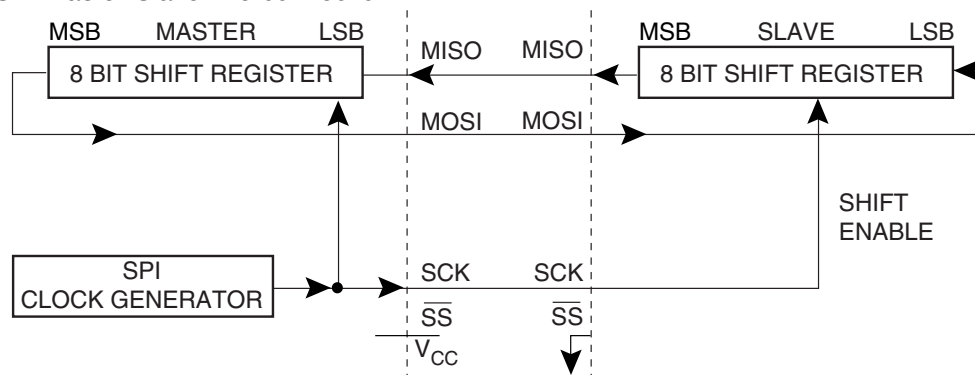 MSB MASTER LSB
8 BIT SHIFT REGISTER
MISO MISO
MSB SLAVE LSB
8 BIT SHIFT REGISTER
MOSI MOSI
SHIFT
ENABLE
SPI
CLOCK GENERATOR
SCK SCK
SS SS
VCC